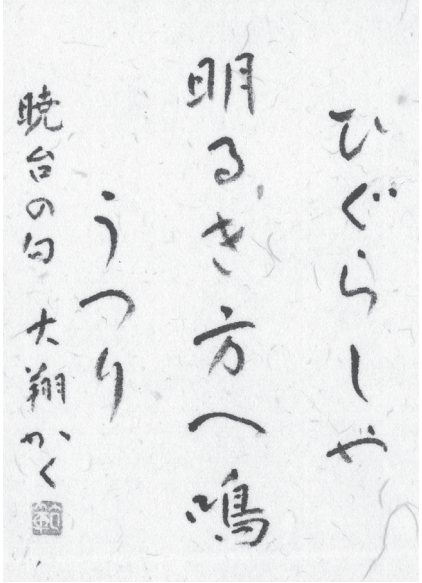 ひぐらしや
明るき方へ鳴
うつり
暁台の句 大翔かく